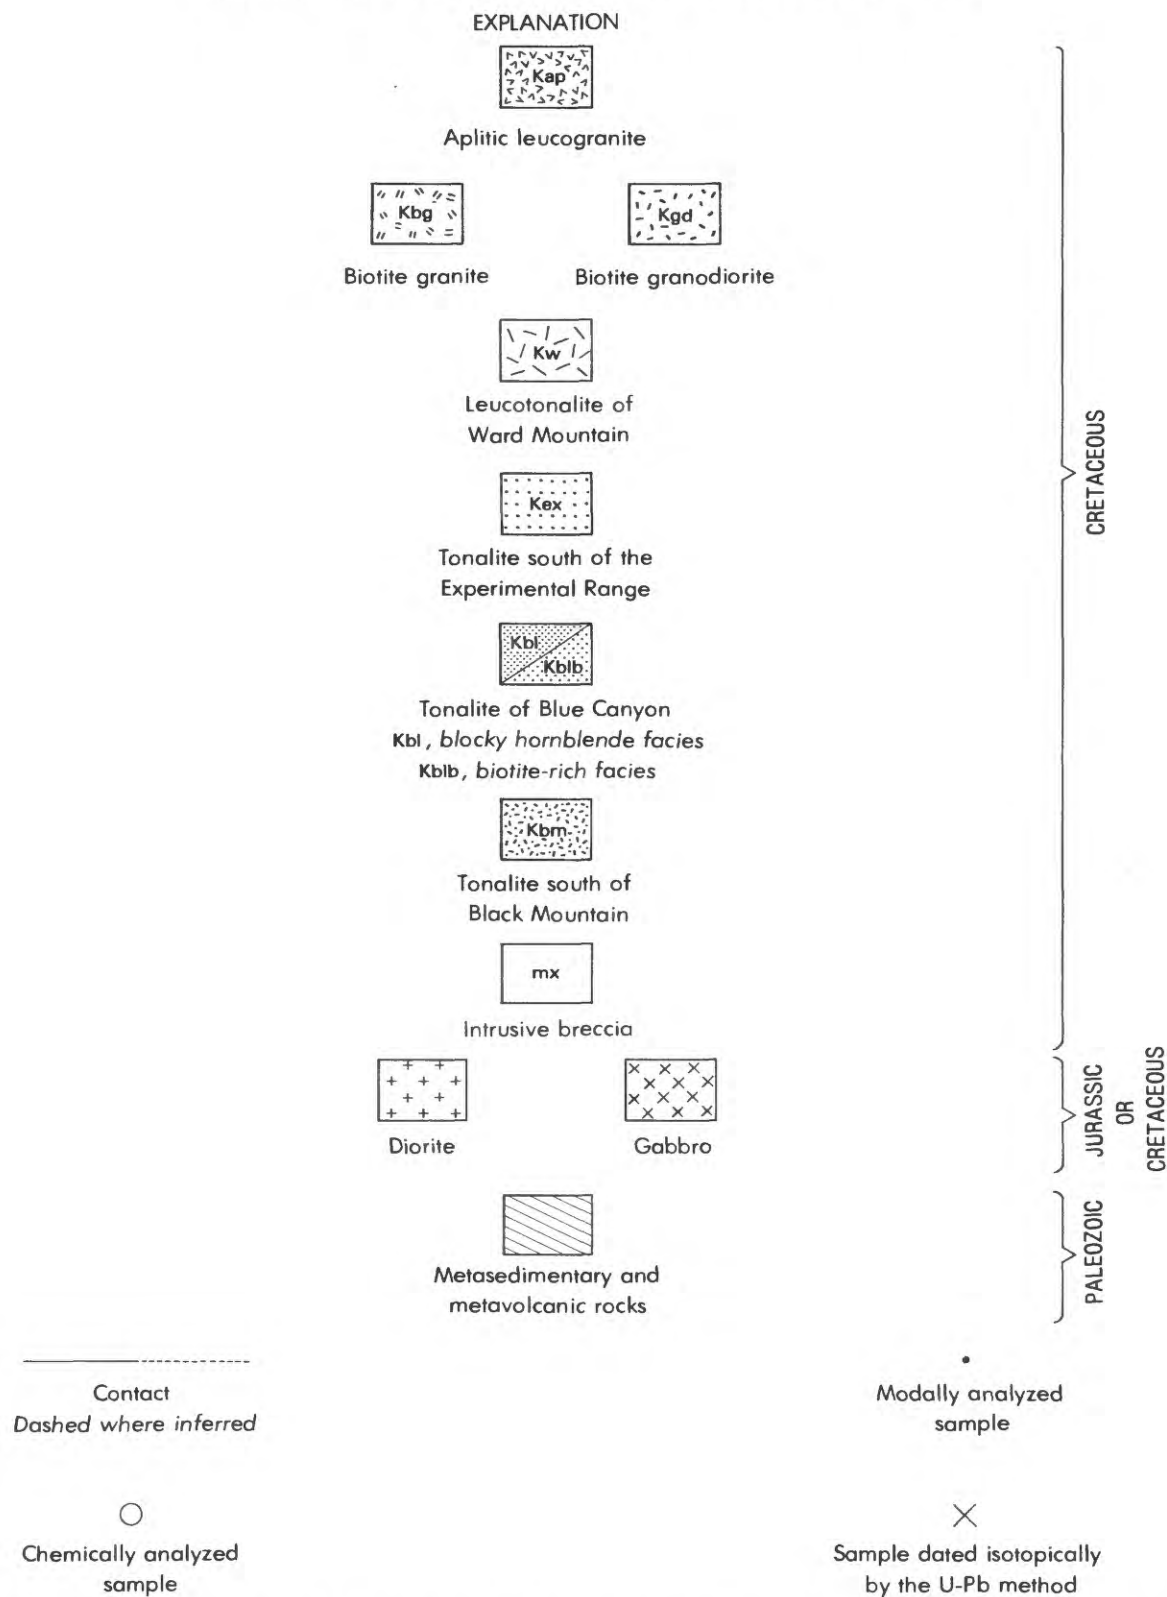 EXPLANATION
Kap
Aplitic leucogranite
Kbg
Kgd
Biotite granite
Biotite granodiorite
Kw
Leucotonalite of
Ward Mountain
Kex
Tonalite south of the
Experimental Range
Kbl
Kblb
Tonalite of Blue Canyon
Kbl, blocky hornblende facies
Kblb, biotite-rich facies
Kbm
Tonalite south of
Black Mountain
mx
Intrusive breccia
CRETACEOUS
Diorite
Gabbro
JURASSIC
OR
CRETACEOUS
Metasedimentary and
metavolcanic rocks
PALEOZOIC
Contact
Dashed where inferred
Modally analyzed
sample
Chemically analyzed
sample
Sample dated isotopically
by the U-Pb method